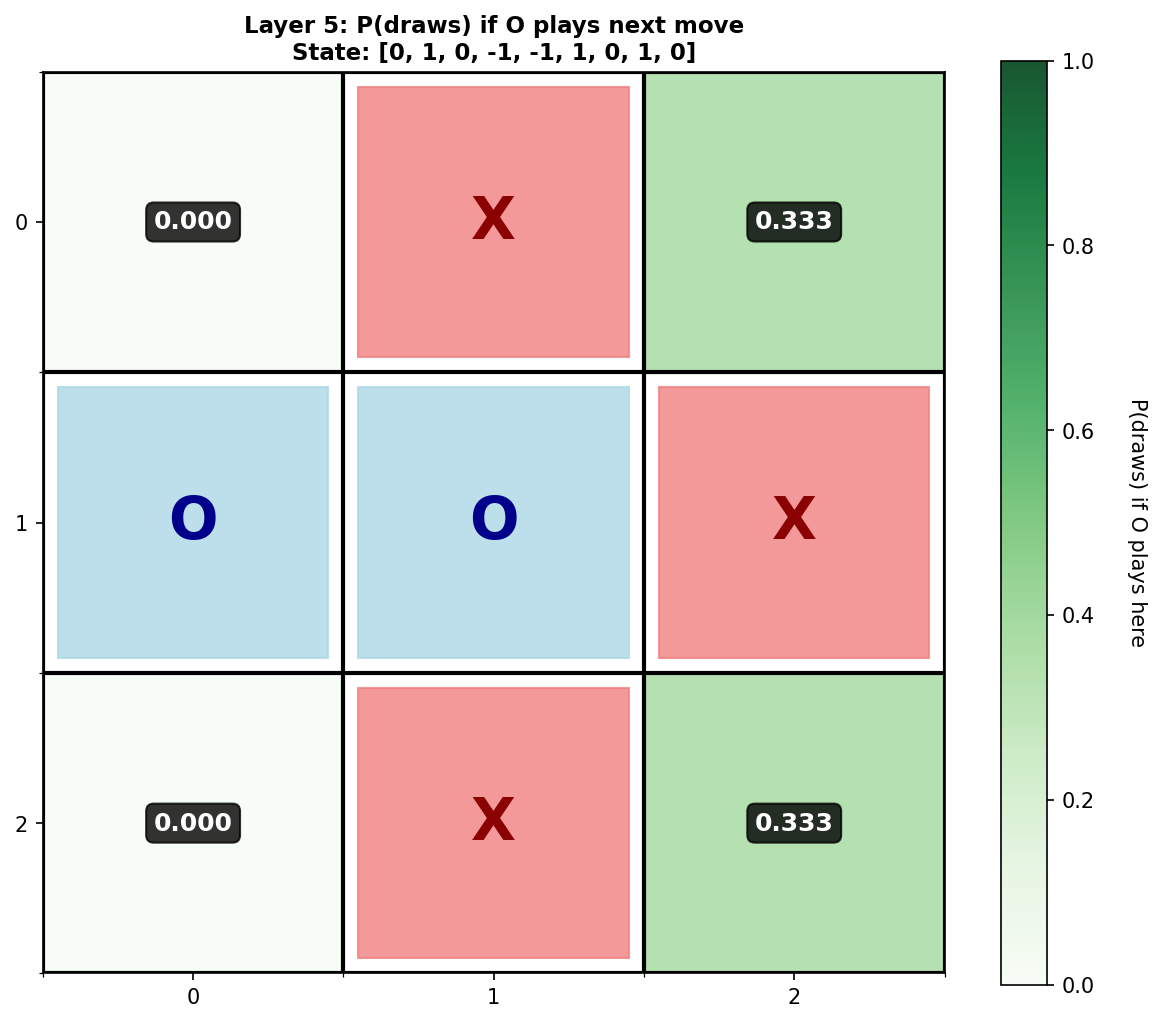 Layer 5: P(draws) if O plays next move
State: [0, 1, 0, -1, -1, 1, 0, 1, 0]
0.000 X 0.333
O O X
0.000 X 0.333
0
1
2
0 1 2
1.0
0.8
0.6
0.4
0.2
0.0
P(draws) if O plays here